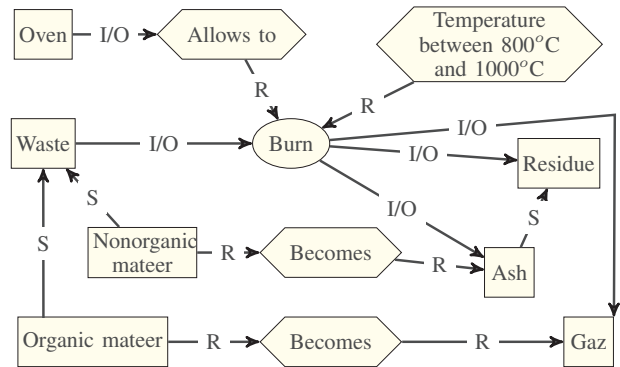 Oven
I/O
Allows to
Temperature
between 800°C
and 1000°C
R
R
Waste
I/O
Burn
I/O
I/O
Residue
I/O
S
S
S
Nonorganic
mateer
R
Becomes
R
Ash
Organic mateer
R
Becomes
R
Gaz